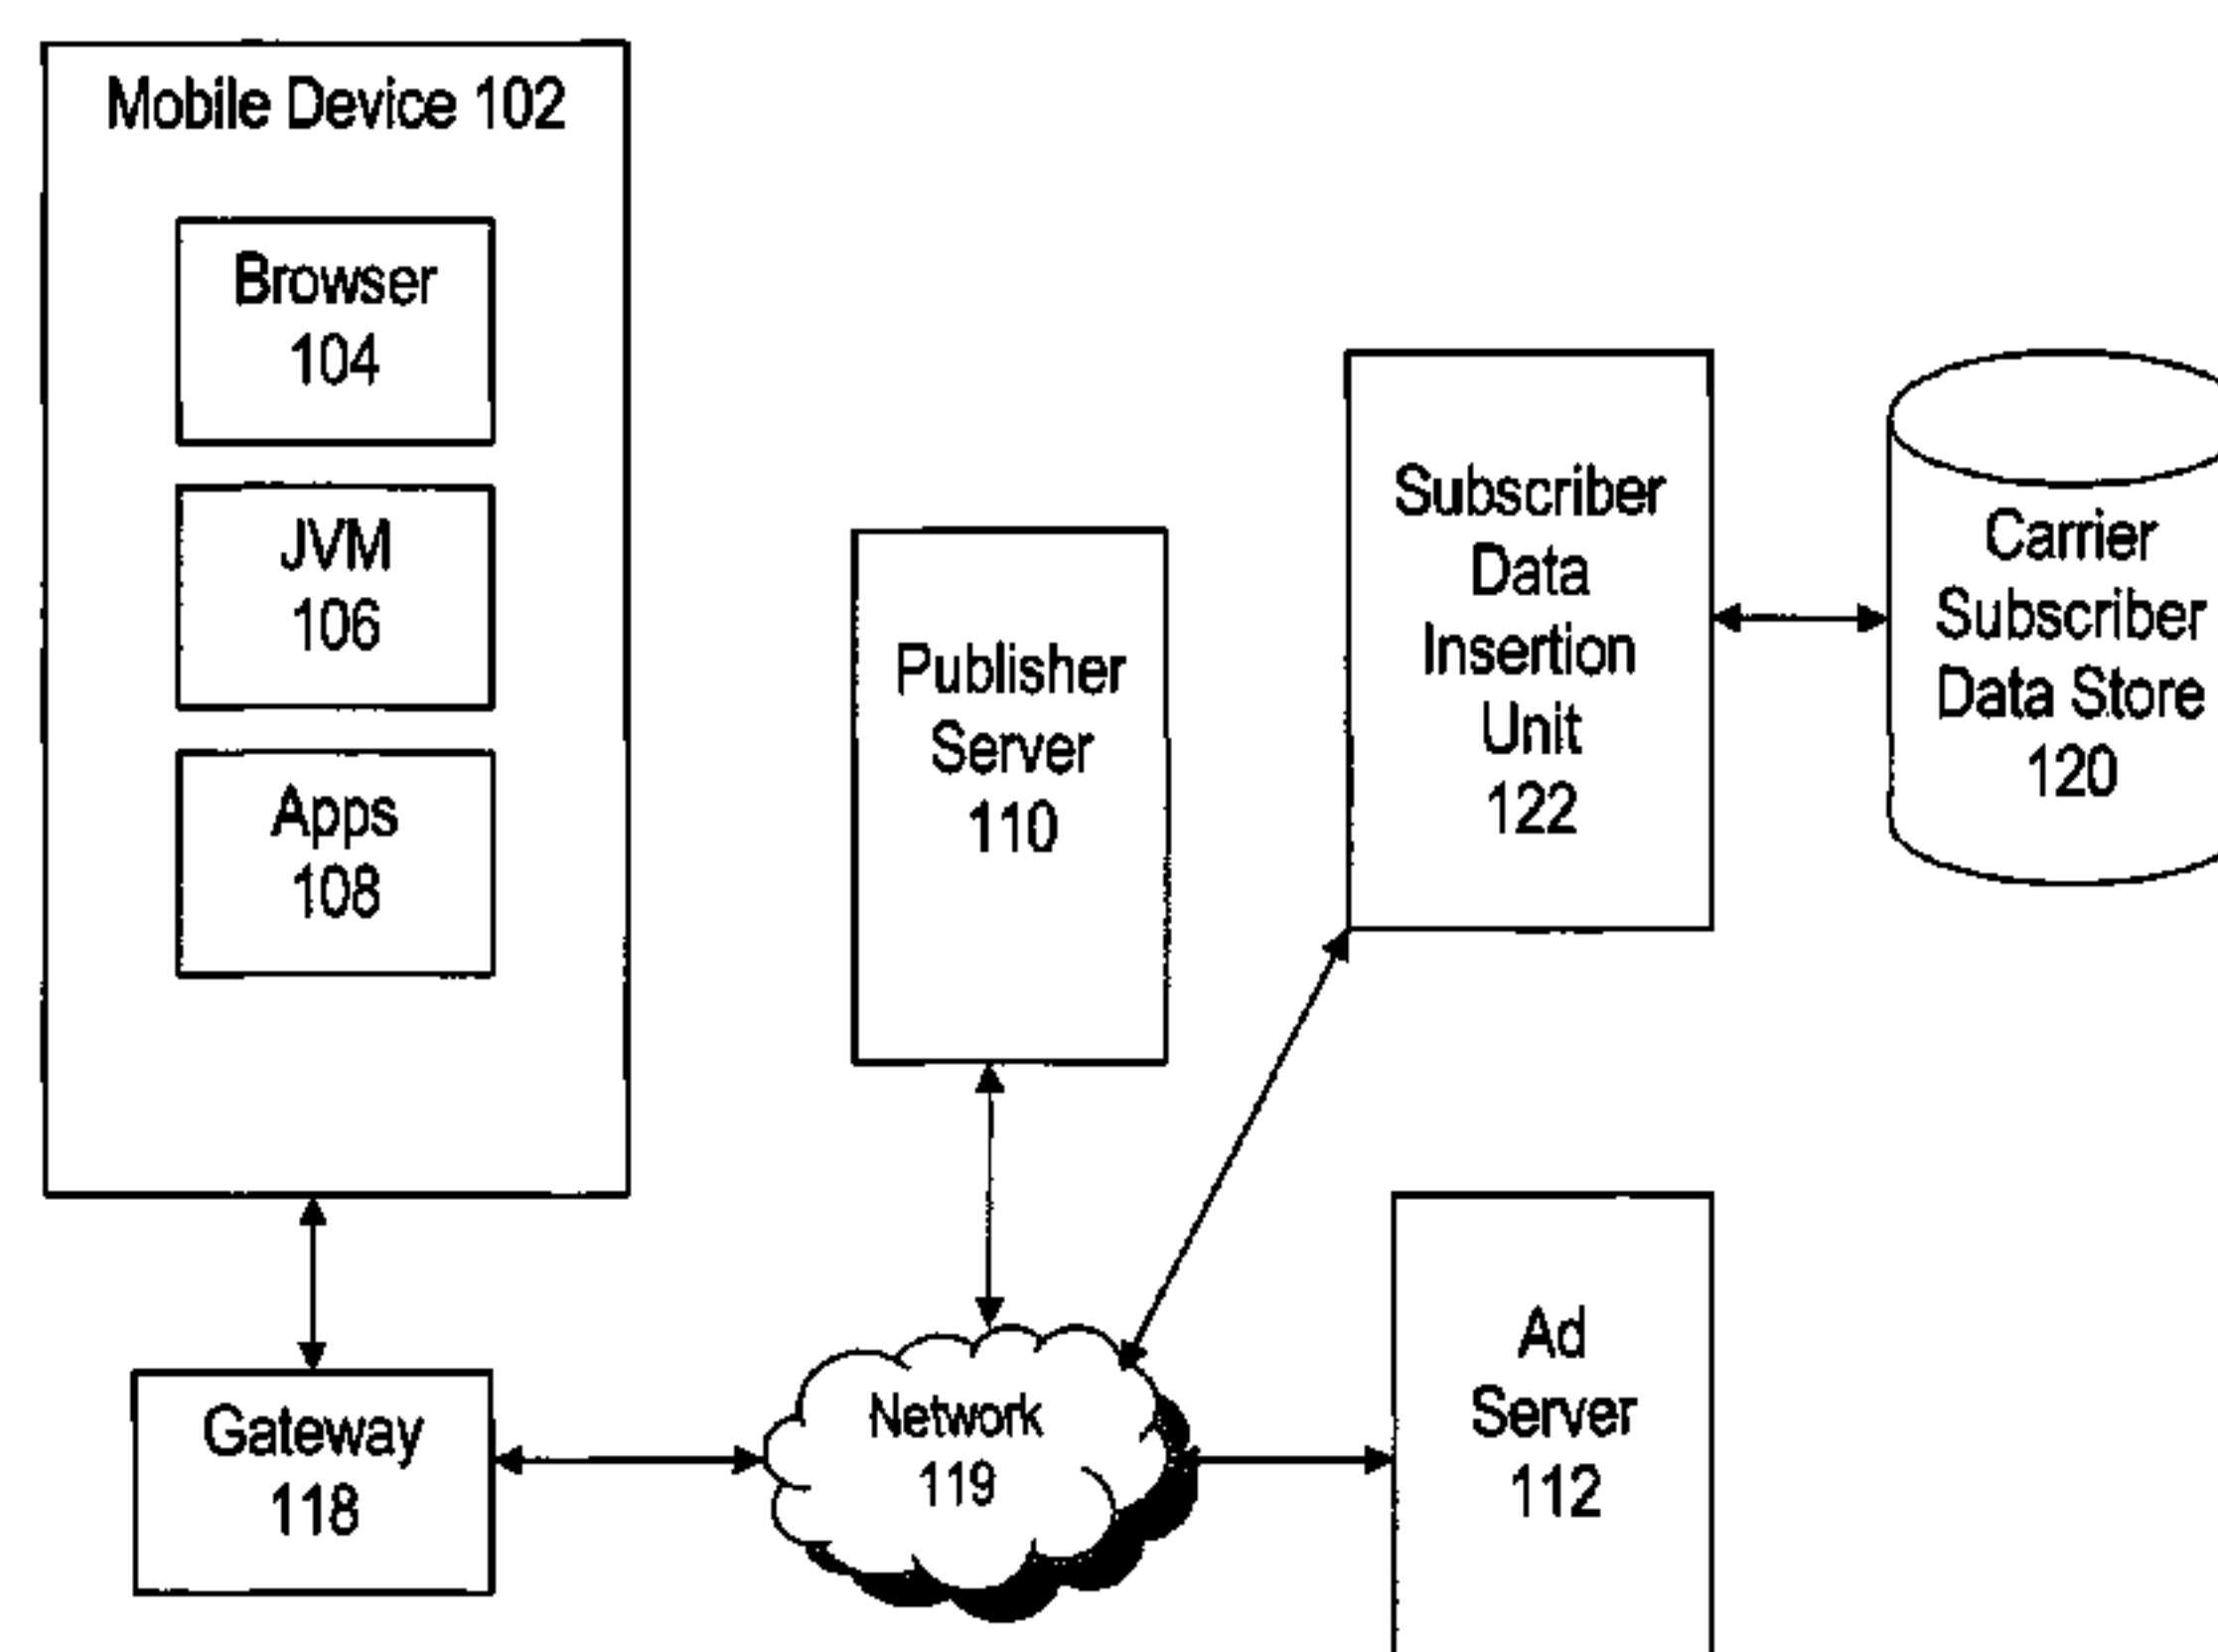 Mobile Device 102
Browser
104
JVM
106
Apps
108
Publisher
Server
110
Subscriber
Data
Insertion
Unit
122
Carrier
Subscriber
Data Store
120
Gateway
118
Network
119
Ad
Server
112